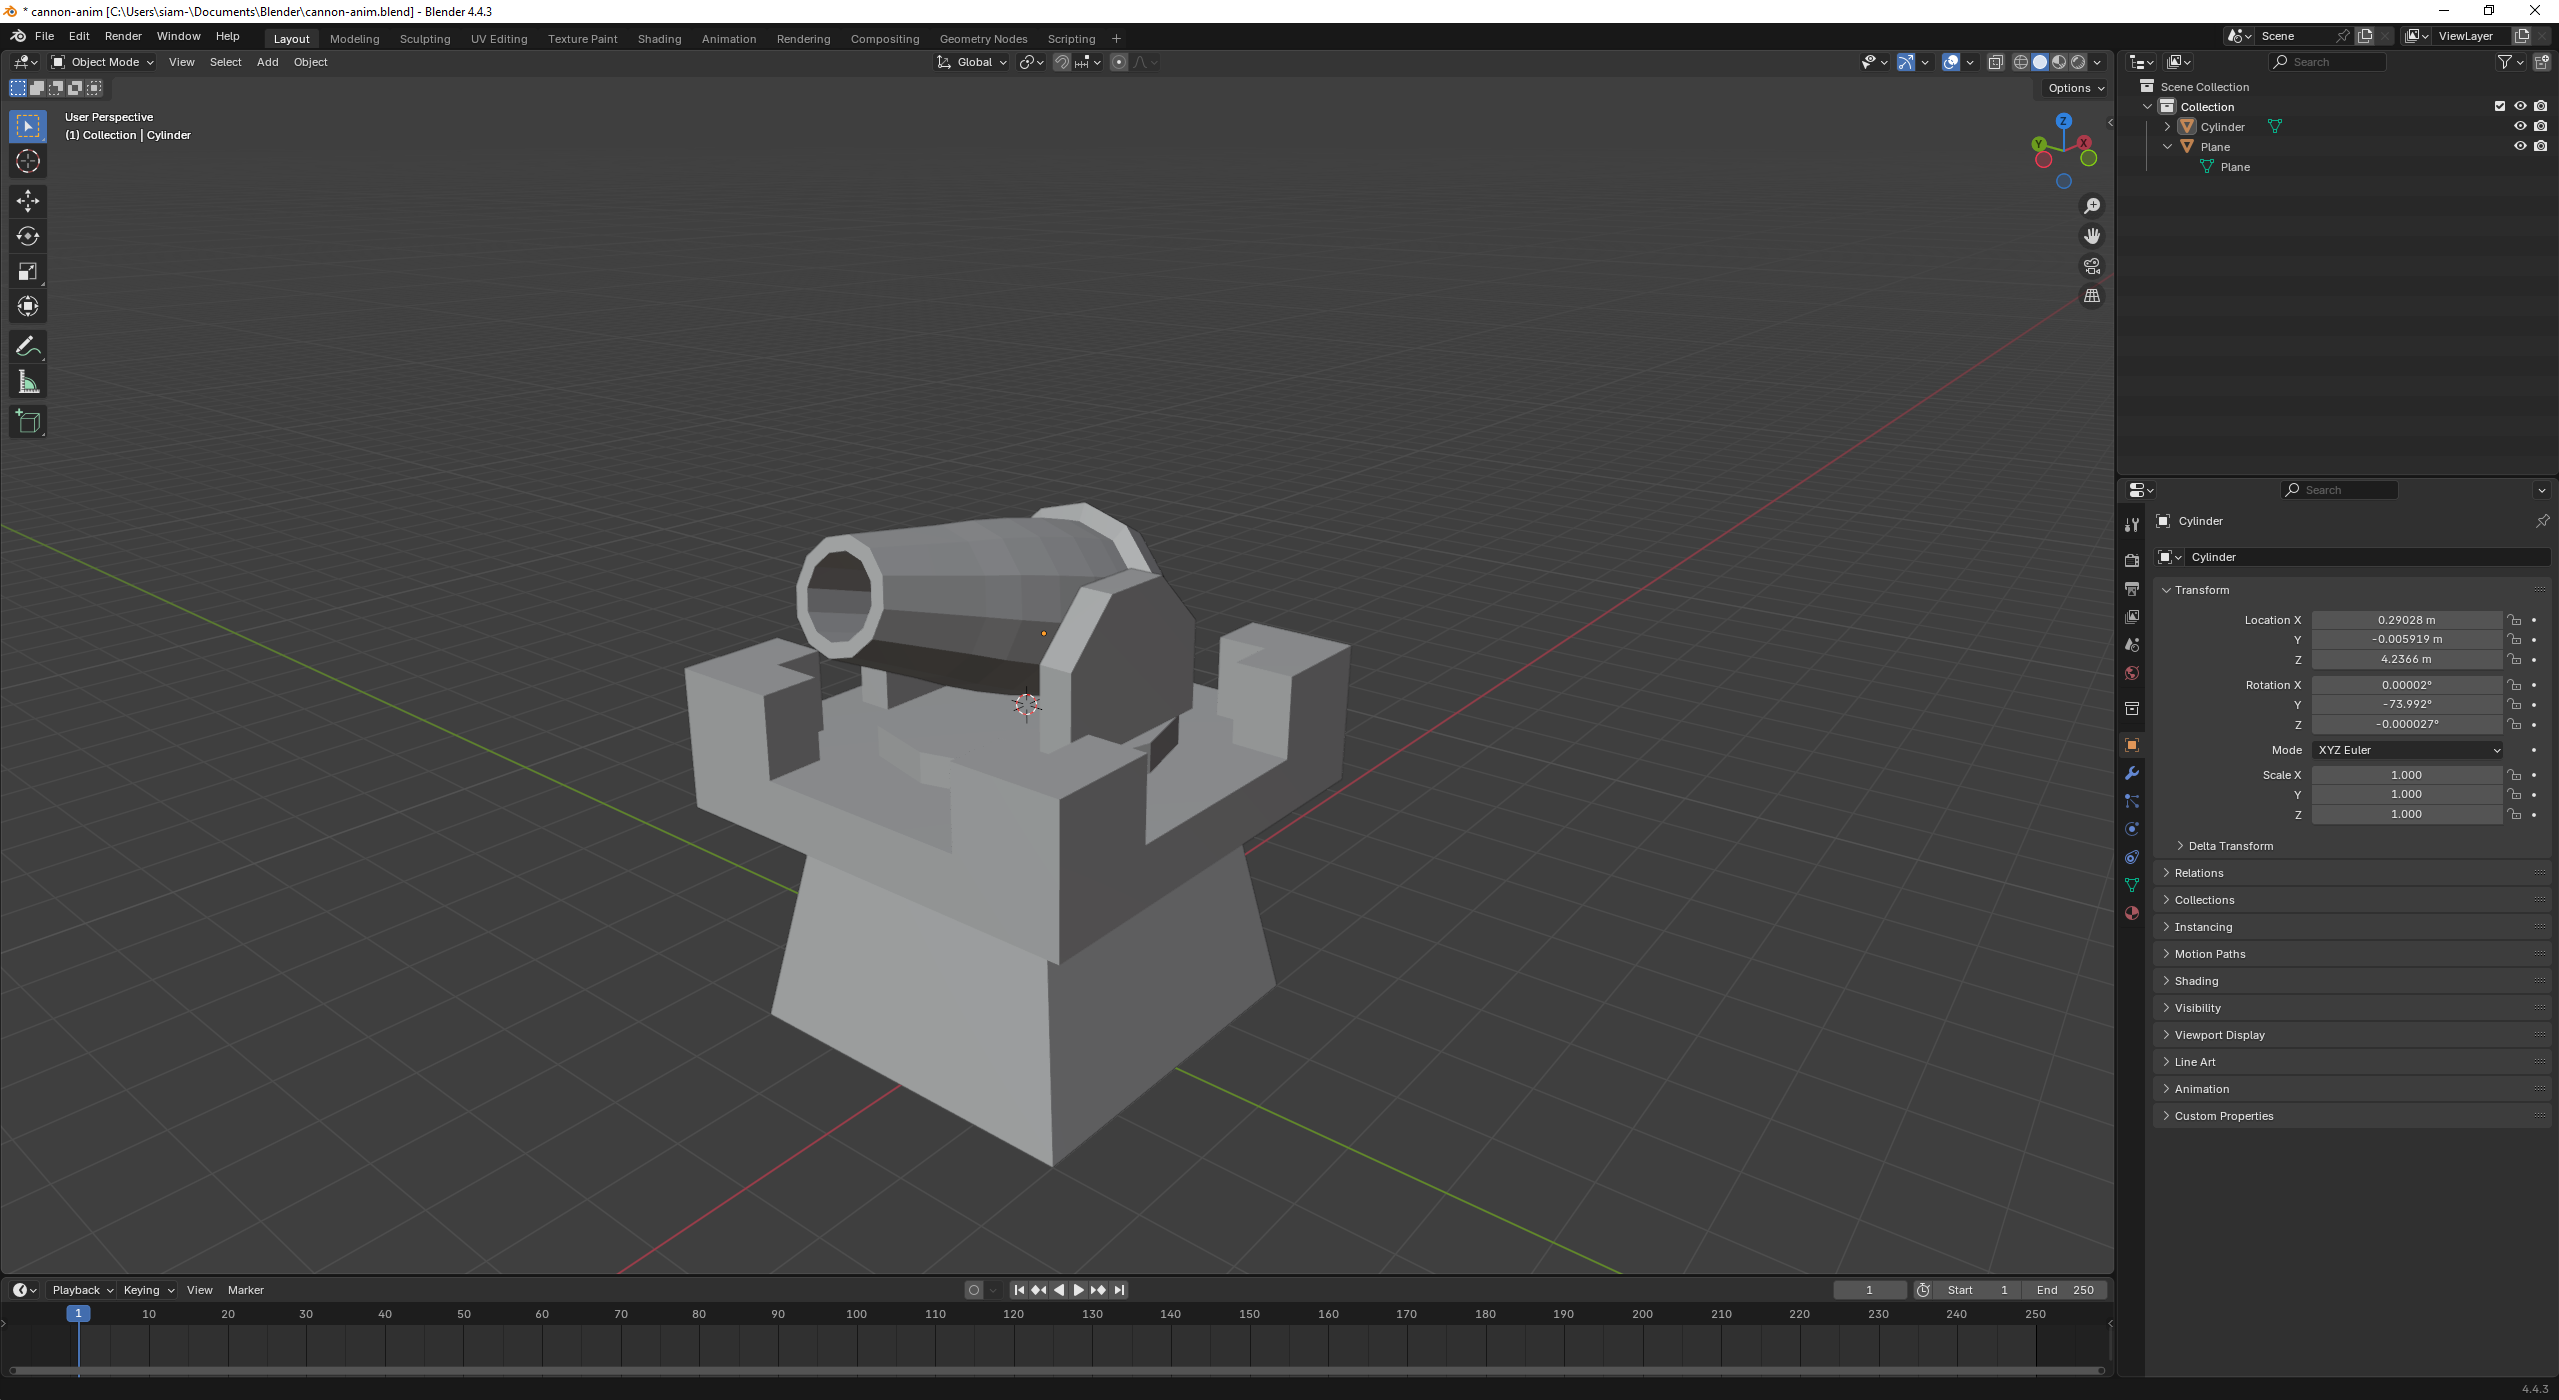 * cannon-anim [C:\Users\siam-\Documents\Blender\cannon-anim.blend] - Blender 4.4.3
File Edit Render Window Help
Layout Modeling Sculpting UV Editing Texture Paint Shading Animation Rendering Compositing Geometry Nodes Scripting +
Scene
ViewLayer
Object Mode View Select Add Object
Global
Search
Options
User Perspective
(1) Collection | Cylinder
Z
Y
X
Scene Collection
Collection
Cylinder
Plane
Plane
Search
Cylinder
Cylinder
Transform
Location X 0.29028 m
Y -0.005919 m
Z 4.2366 m
Rotation X 0.00002°
Y -73.992°
Z -0.000027°
Mode XYZ Euler
Scale X 1.000
Y 1.000
Z 1.000
Delta Transform
Relations
Collections
Instancing
Motion Paths
Shading
Visibility
Viewport Display
Line Art
Animation
Custom Properties
Playback Keying View Marker
1
Start 1
End 250
1 10 20 30 40 50 60 70 80 90 100 110 120 130 140 150 160 170 180 190 200 210 220 230 240 250
4.4.3